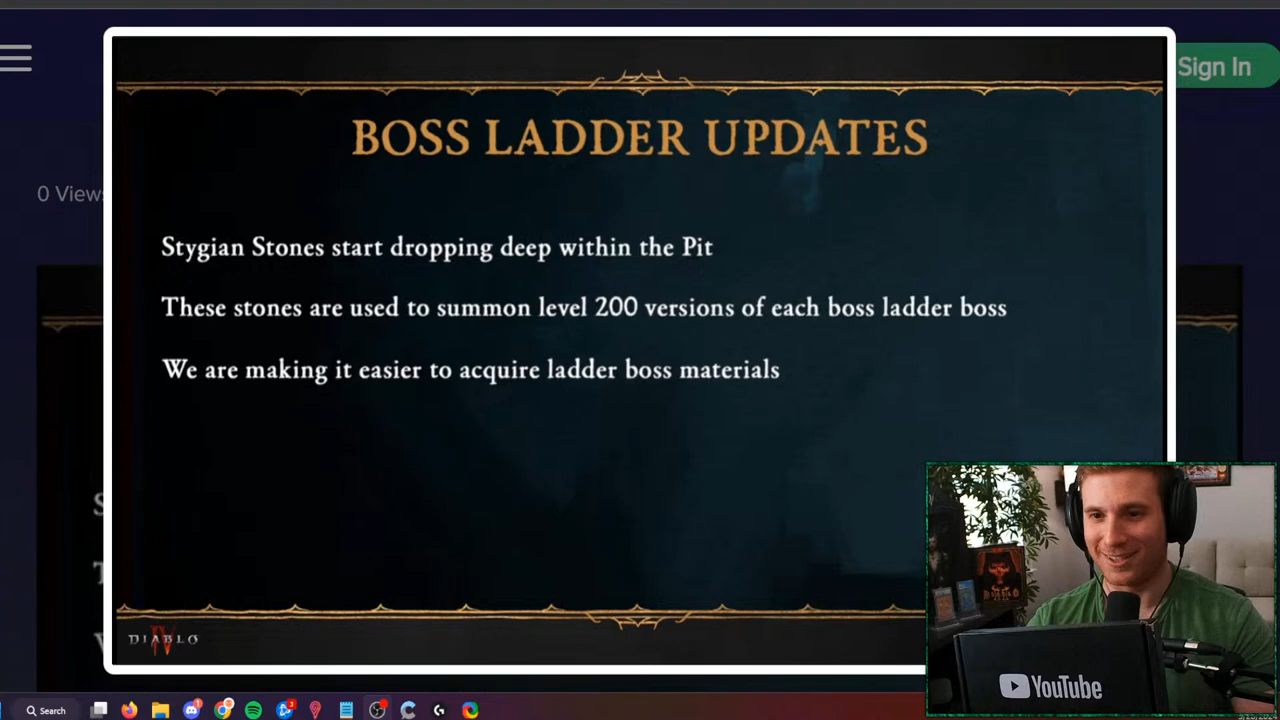 Sign In
BOSS LADDER UPDATES
0 Views
Stygian Stones start dropping deep within the Pit
These stones are used to summon level 200 versions of each boss ladder boss
We are making it easier to acquire ladder boss materials
DIABLO
IV
YouTube
Search